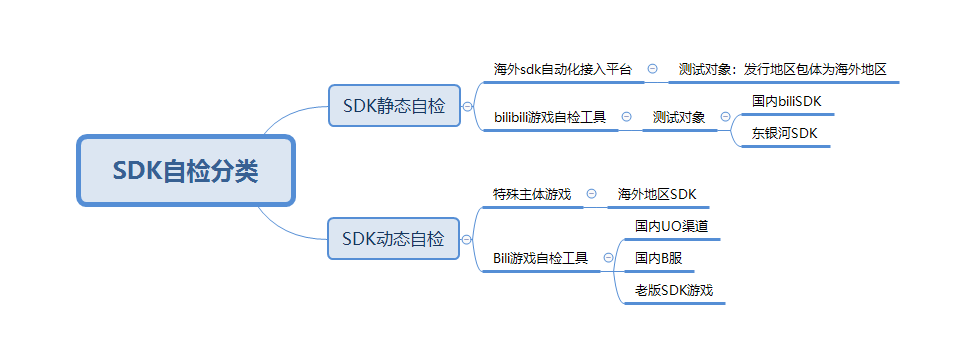 SDK自检分类
SDK静态自检
海外sdk自动化接入平台
测试对象：发行地区包体为海外地区
bilibili游戏自检工具
测试对象
国内biliSDK
东银河SDK
SDK动态自检
特殊主体游戏
海外地区SDK
Bili游戏自检工具
国内UO渠道
国内B服
老版SDK游戏